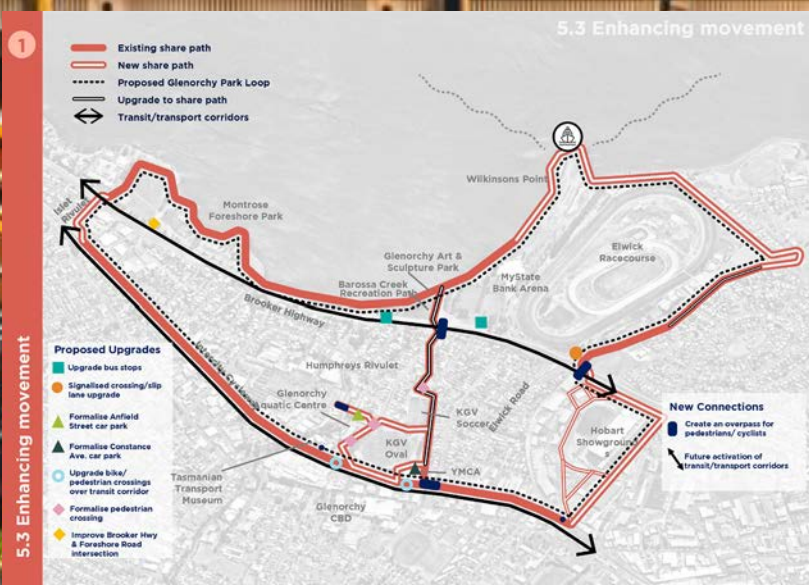 5.3 Enhancing movement
1
5.3 Enhancing movement
Existing share path
New share path
Proposed Glenorchy Park Loop
Upgrade to share path
Transit/transport corridors
Wilkinsons Point
Islet
Rivulet
Montrose
Foreshore Park
Elwick
Racecourse
Glenorchy Art &
Sculpture Park
MyState
Bank Arena
Barossa Creek
Recreation Path
Brooker Highway
Proposed Upgrades
Upgrade bus stops
Signalised crossing/slip
lane upgrade
Formalise Anfield
Street car park
Formalise Constance
Ave. car park
Upgrade bike/
pedestrian crossings
over transit corridor
Formalise pedestrian
crossing
Improve Brooker Hwy
& Foreshore Road
intersection
Humphreys Rivulet
Glenorchy
Aquatic Centre
Elwick Road
KGV
Soccer
KGV
Oval
YMCA
Hobart
Showground
s
Tasmanian
Transport
Museum
Glenorchy
CBD
New Connections
Create an overpass for
pedestrians/ cyclists
Future activation of
transit/transport corridors